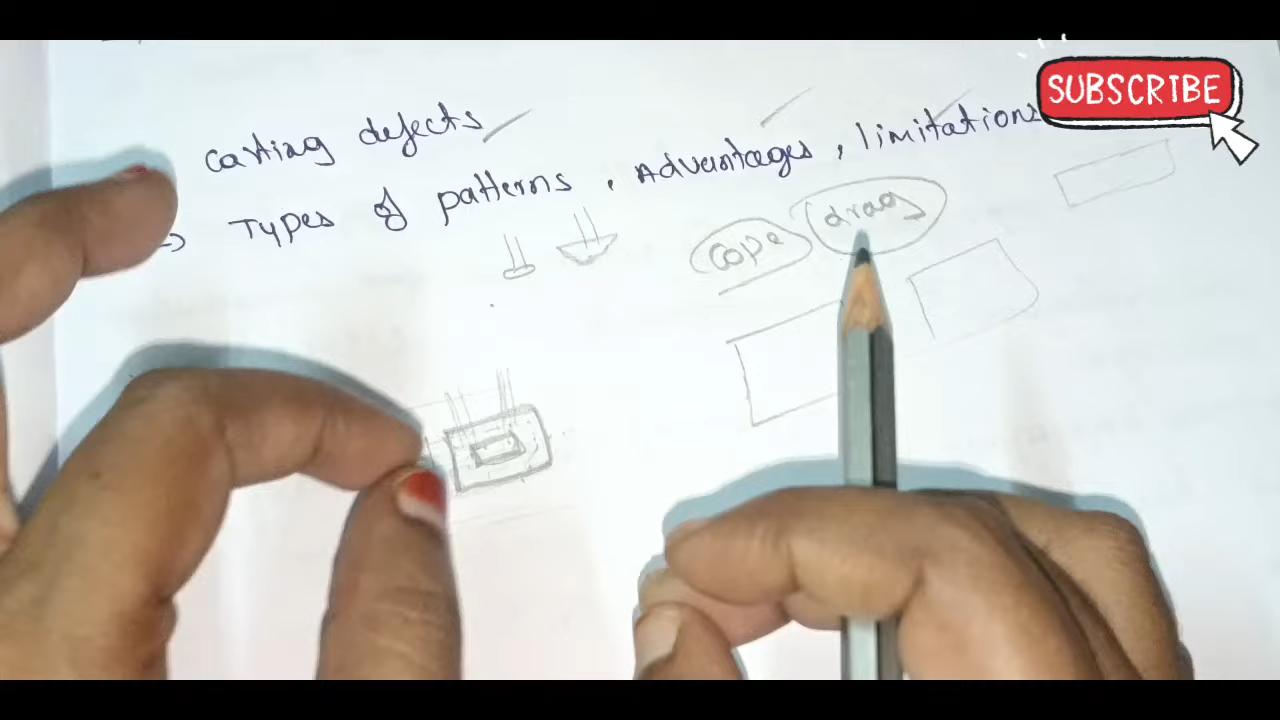 SUBSCRIBE
Casting defects
→ Types of patterns , Advantages , limitations
cope drag